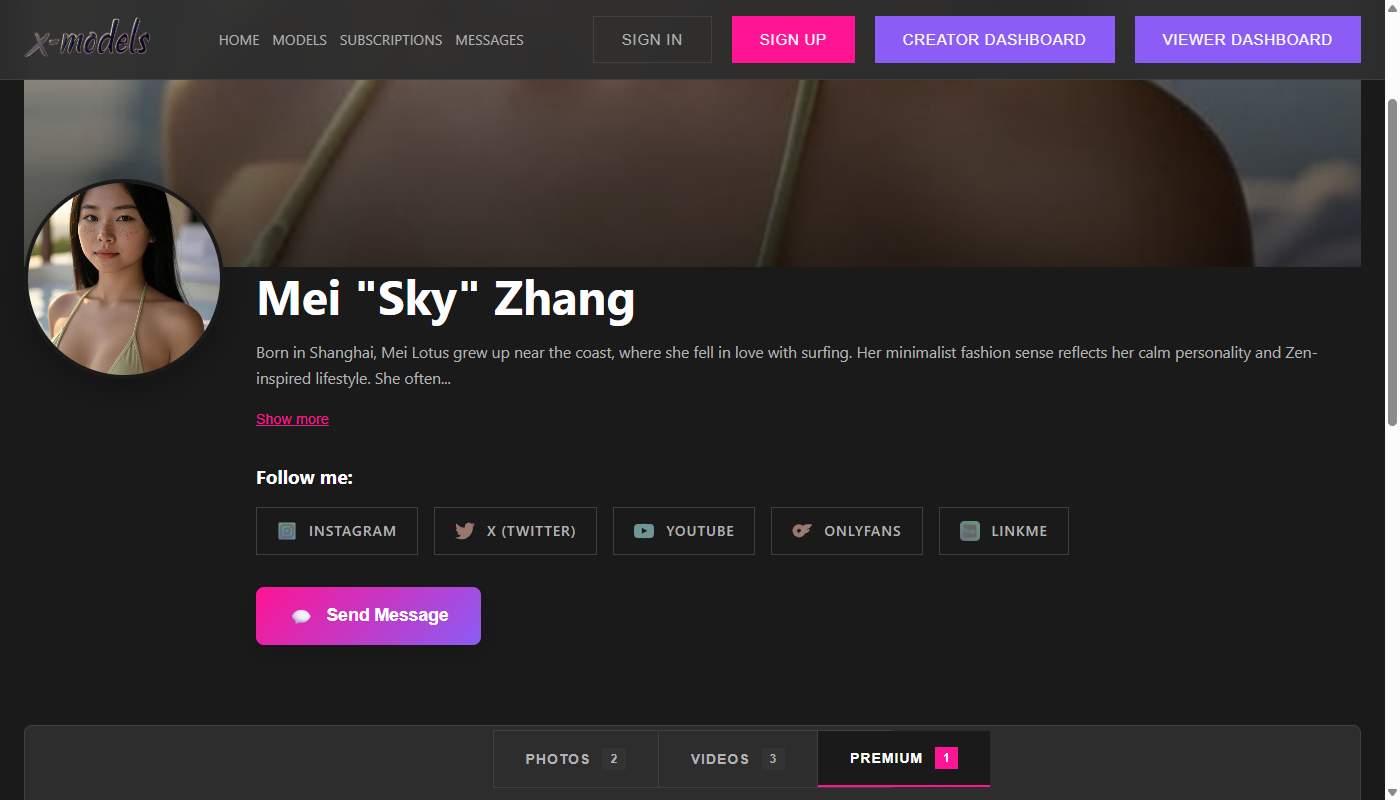 x-models
HOME MODELS SUBSCRIPTIONS MESSAGES SIGN IN SIGN UP CREATOR DASHBOARD VIEWER DASHBOARD
Mei "Sky" Zhang
Born in Shanghai, Mei Lotus grew up near the coast, where she fell in love with surfing. Her minimalist fashion sense reflects her calm personality and Zen-
inspired lifestyle. She often...
Show more
Follow me:
INSTAGRAM X (TWITTER) YOUTUBE ONLYFANS LINKME
Send Message
PHOTOS 2 VIDEOS 3 PREMIUM 1